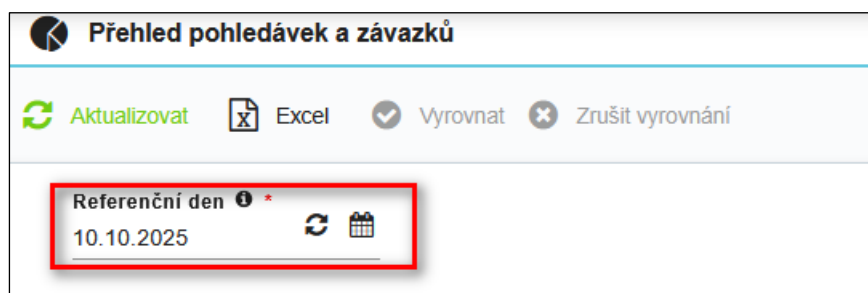 Přehled pohledávek a závazků
Aktualizovat Excel Vyrovnat Zrušit vyrovnání
Referenční den *
10.10.2025